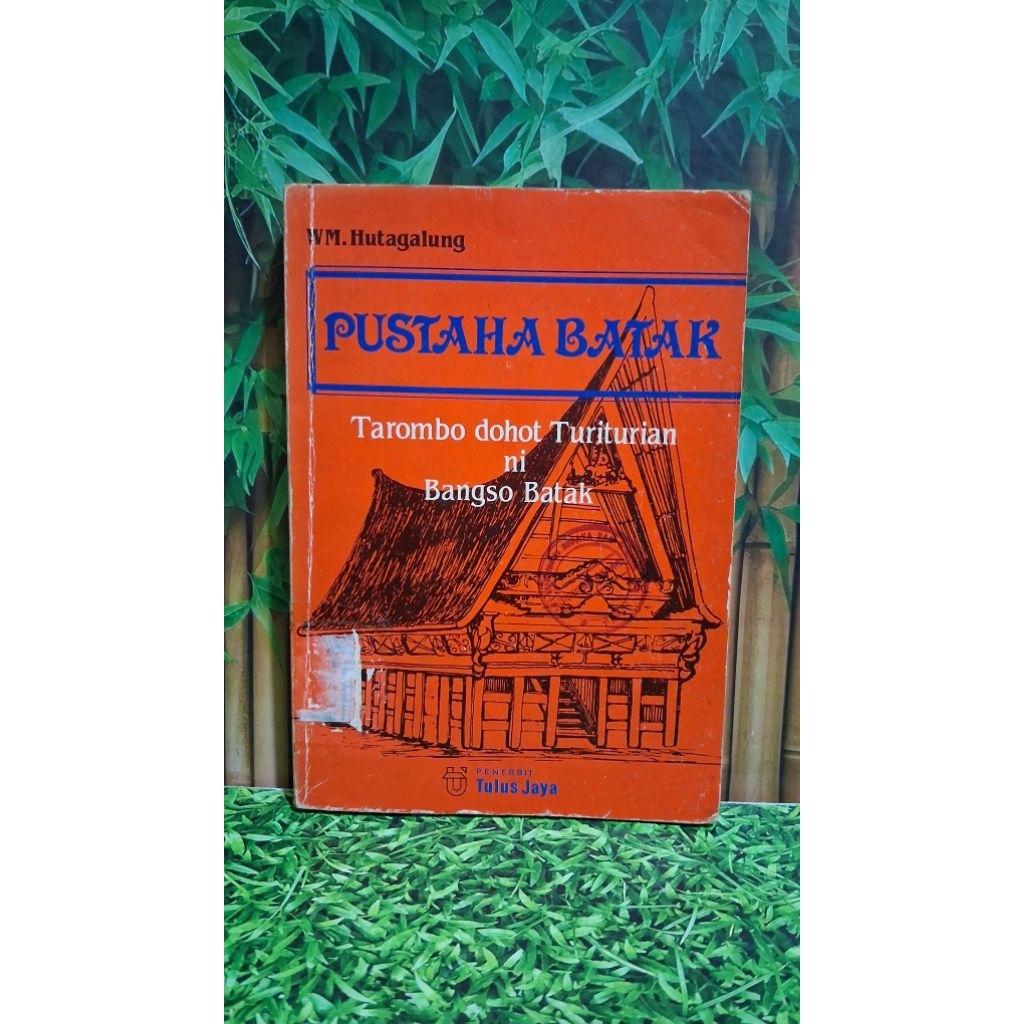 WM. Hutagalung
PUSTAHA BATAK
Tarombo dohot Turiturian
ni
Bangso Batak
PENERBIT
Tulus Jaya